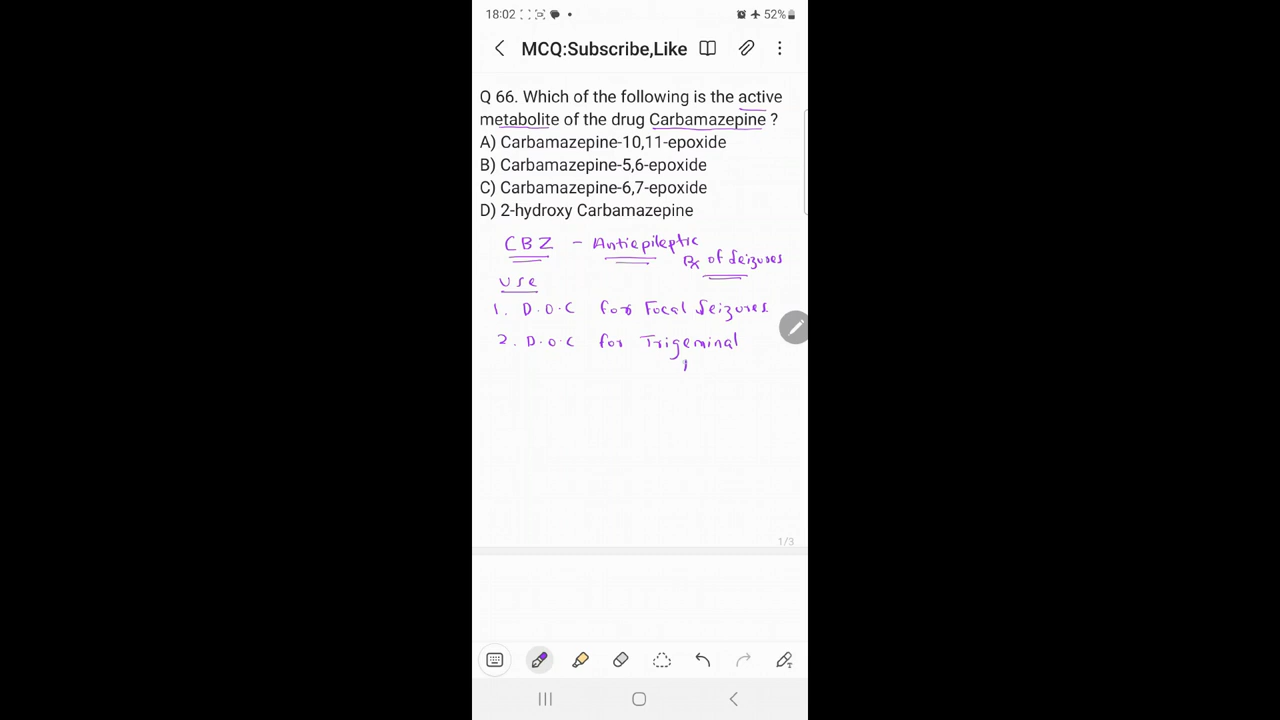 18:02
52%
MCQ:Subscribe,Like
Q 66. Which of the following is the active
metabolite of the drug Carbamazepine ?
A) Carbamazepine-10,11-epoxide
B) Carbamazepine-5,6-epoxide
C) Carbamazepine-6,7-epoxide
D) 2-hydroxy Carbamazepine
CBZ - Antiepileptic
Rx of Seizures
Use
1. D.O.C for Focal Seizures
2. D.O.C for Trigeminal
1/3